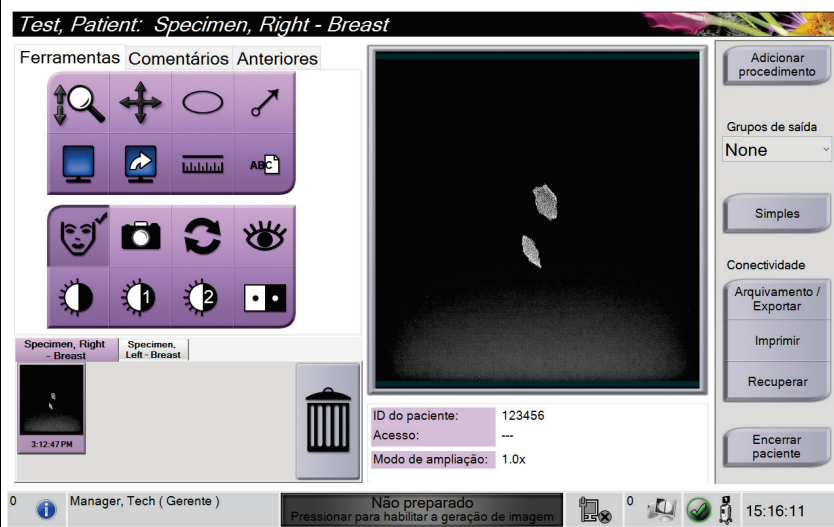 Test, Patient:  Specimen, Right - Breast
Ferramentas Comentários Anteriores
ABC
1
2
Specimen, Right
- Breast
Specimen,
Left - Breast
3:12:47 PM
ID do paciente: 123456
Acesso: ---
Modo de ampliação: 1.0x
Adicionar
procedimento
Grupos de saída
None
Simples
Conectividade
Arquivamento /
Exportar
Imprimir
Recuperar
Encerrar
paciente
0
i
Manager, Tech ( Gerente )
Não preparado
Pressionar para habilitar a geração de imagem
0
15:16:11